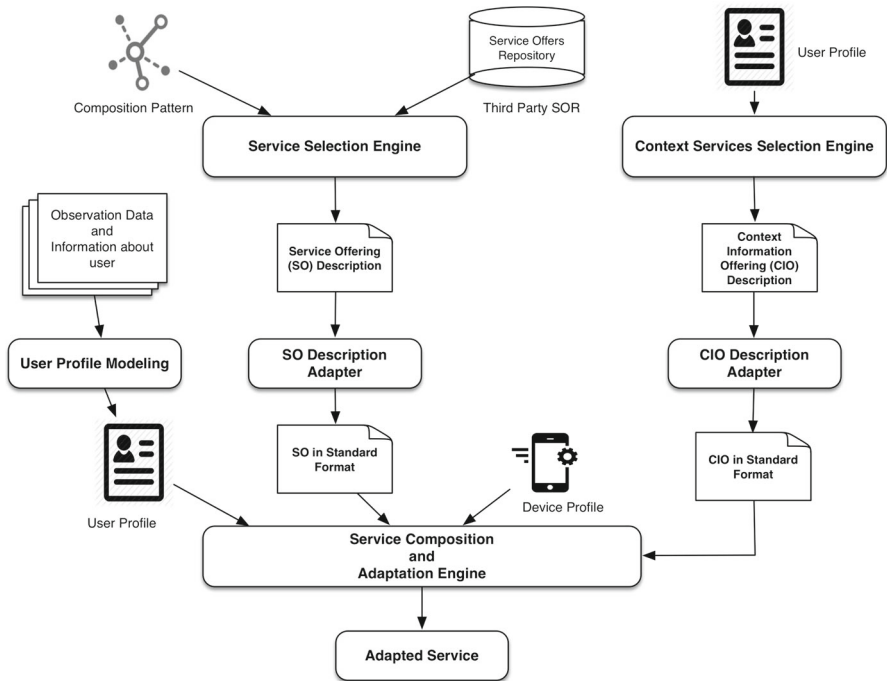 Service Offers
Repository
User Profile
Composition Pattern
Third Party SOR
Service Selection Engine
Context Services Selection Engine
Observation Data
and
Information about
user
Service Offering
(SO) Description
Context
Information
Offering (CIO)
Description
User Profile Modeling
SO Description
Adapter
CIO Description
Adapter
SO in Standard
Format
CIO in Standard
Format
User Profile
Device Profile
Service Composition
and
Adaptation Engine
Adapted Service